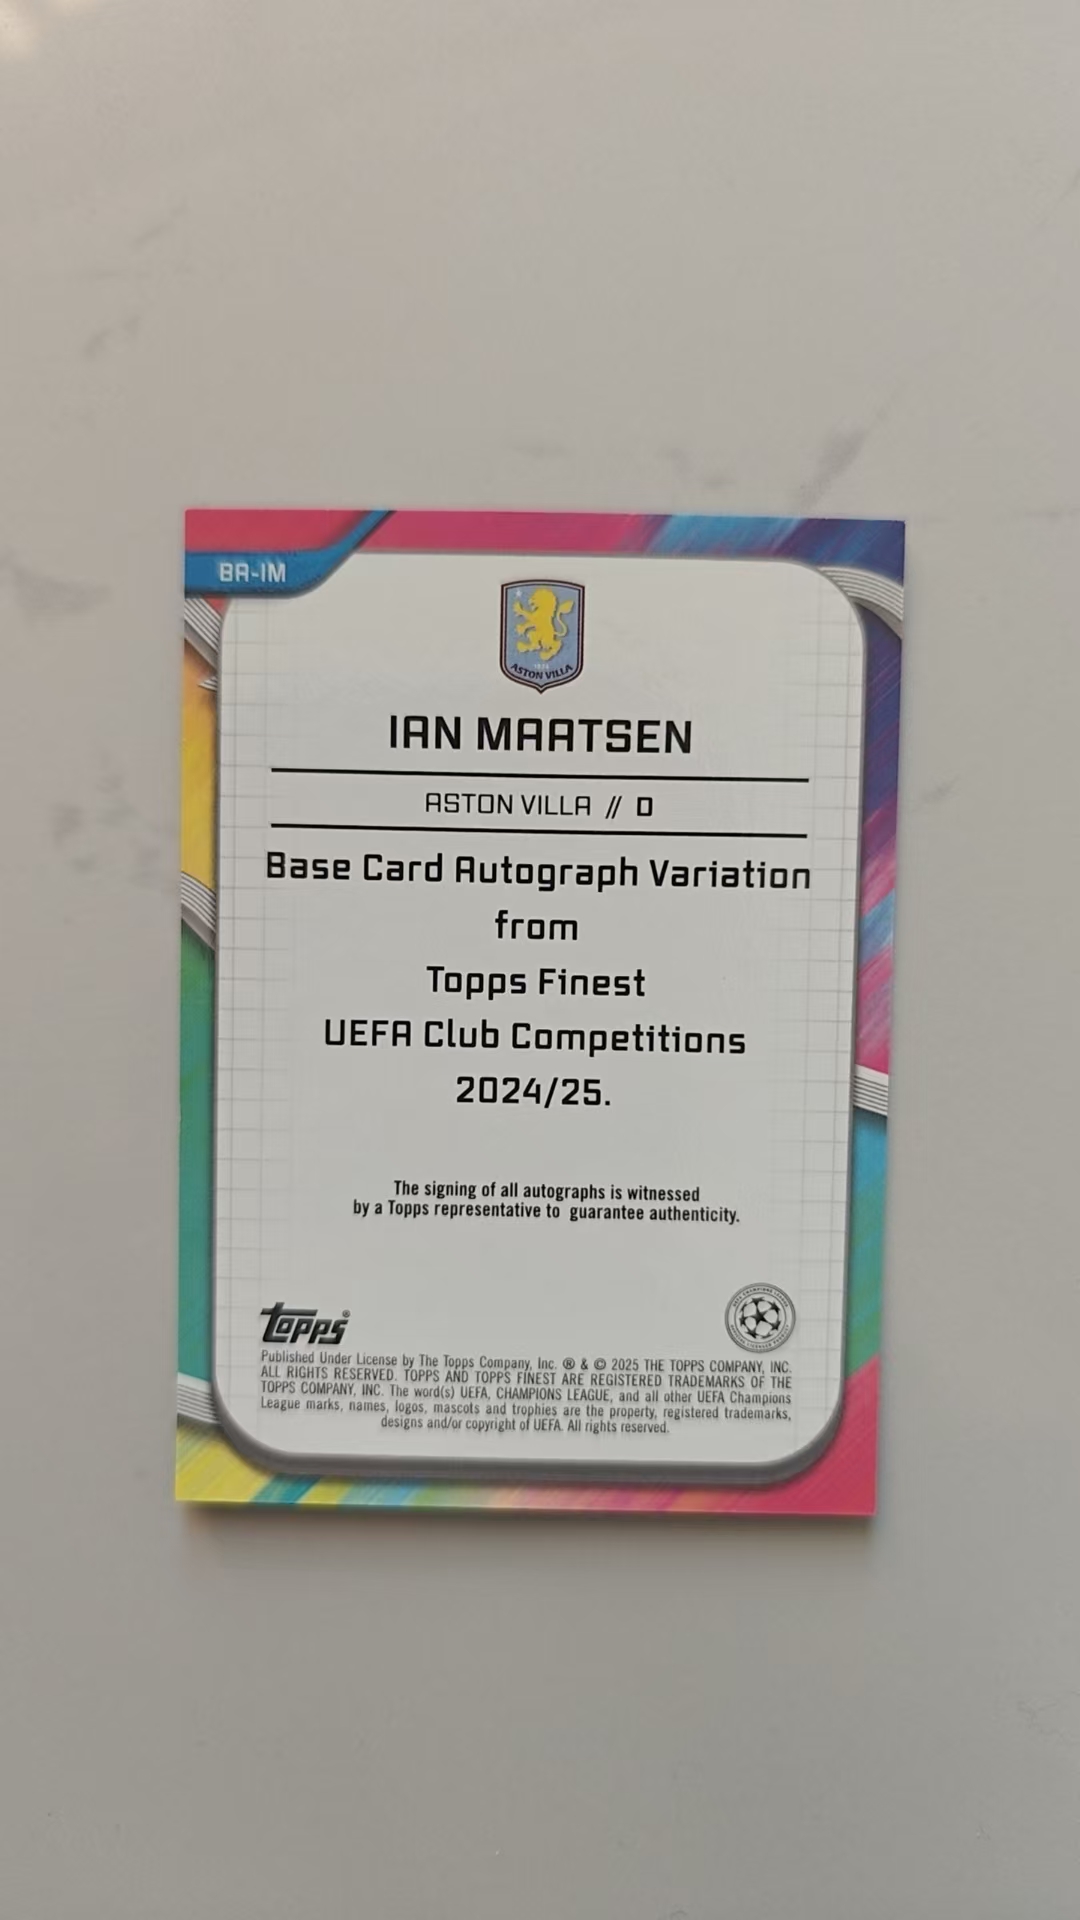 BA-IM
ASTON VILLA
IAN MAATSEN
ASTON VILLA // D
Base Card Autograph Variation
from
Topps Finest
UEFA Club Competitions
2024/25.
The signing of all autographs is witnessed
by a Topps representative to guarantee authenticity.
topps®
Published Under License by The Topps Company, Inc. ® & © 2025 THE TOPPS COMPANY, INC.
ALL RIGHTS RESERVED. TOPPS AND TOPPS FINEST ARE REGISTERED TRADEMARKS OF THE
TOPPS COMPANY, INC. The word(s) UEFA, CHAMPIONS LEAGUE, and all other UEFA Champions
League marks, names, logos, mascots and trophies are the property, registered trademarks,
designs and/or copyright of UEFA. All rights reserved.